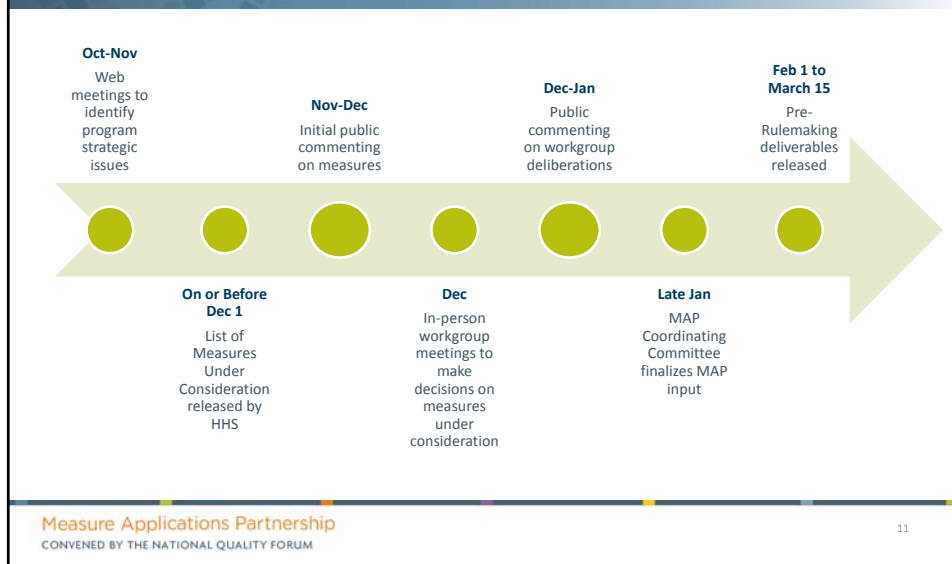 Oct-Nov
Web
meetings to
identify
program
strategic
issues
On or Before
Dec 1
List of
Measures
Under
Consideration
released by
HHS
Nov-Dec
Initial public
commenting
on measures
Dec
In-person
workgroup
meetings to
make
decisions on
measures
under
consideration
Dec-Jan
Public
commenting
on workgroup
deliberations
Late Jan
MAP
Coordinating
Committee
finalizes MAP
input
Feb 1 to
March 15
Pre-
Rulemaking
deliverables
released
Measure Applications Partnership
CONVENED BY THE NATIONAL QUALITY FORUM
11